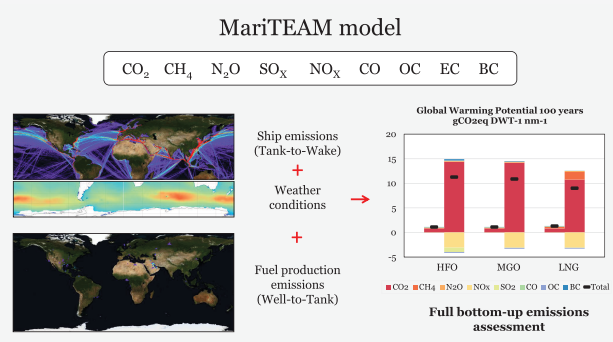 MariTEAM model
CO₂ CH₄ N₂O SOₓ NOₓ CO OC EC BC
Ship emissions
(Tank-to-Wake)
+
Weather
conditions
+
Fuel production
emissions
(Well-to-Tank)
Global Warming Potential 100 years
gCO2eq DWT-1 nm-1
20
15
10
5
0
-5
HFO MGO LNG
CO2 CH4 N2O NOx SO2 CO OC BC Total
Full bottom-up emissions
assessment